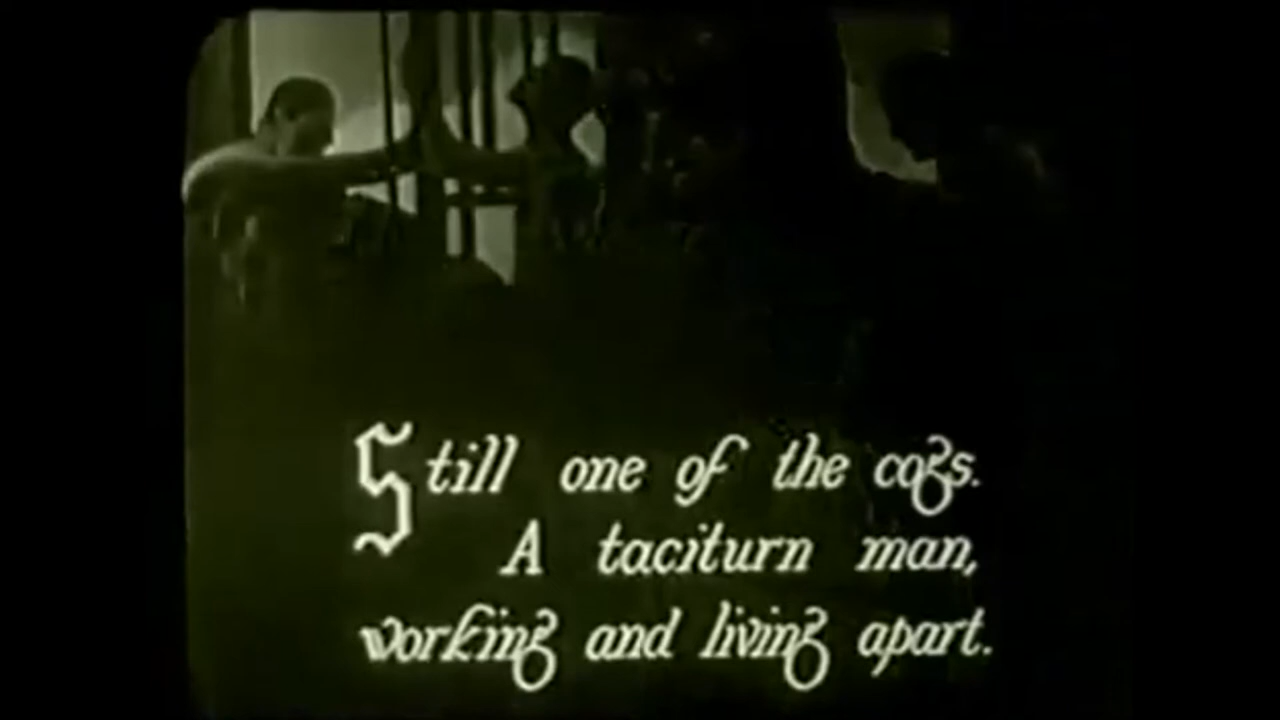 Still one of the cogs.
A taciturn man,
working and living apart.